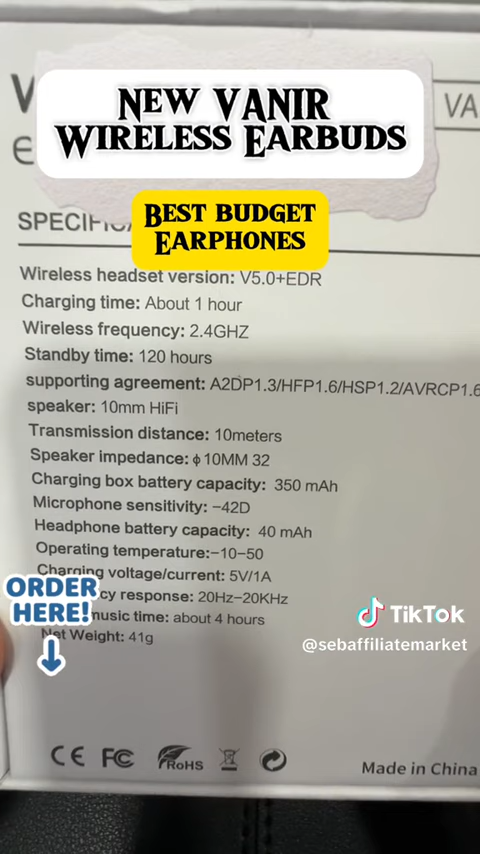 NEW VANIR
WIRELESS EARBUDS
VA
BEST BUDGET
EARPHONES
Wireless headset version: V5.0+EDR
Charging time: About 1 hour
Wireless frequency: 2.4GHZ
Standby time: 120 hours
supporting agreement: A2DP1.3/HFP1.6/HSP1.2/AVRCP1.6
speaker: 10mm HiFi
Transmission distance: 10meters
Speaker impedance: ϕ10MM 32
Charging box battery capacity: 350 mAh
Microphone sensitivity: −42D
Headphone battery capacity: 40 mAh
Operating temperature:−10−50
Charging voltage/current: 5V/1A
ORDER
HERE!
response: 20Hz−20KHz
music time: about 4 hours
Net Weight: 41g
TikTok
@sebaffiliatemarket
CE FC RoHS
Made in China